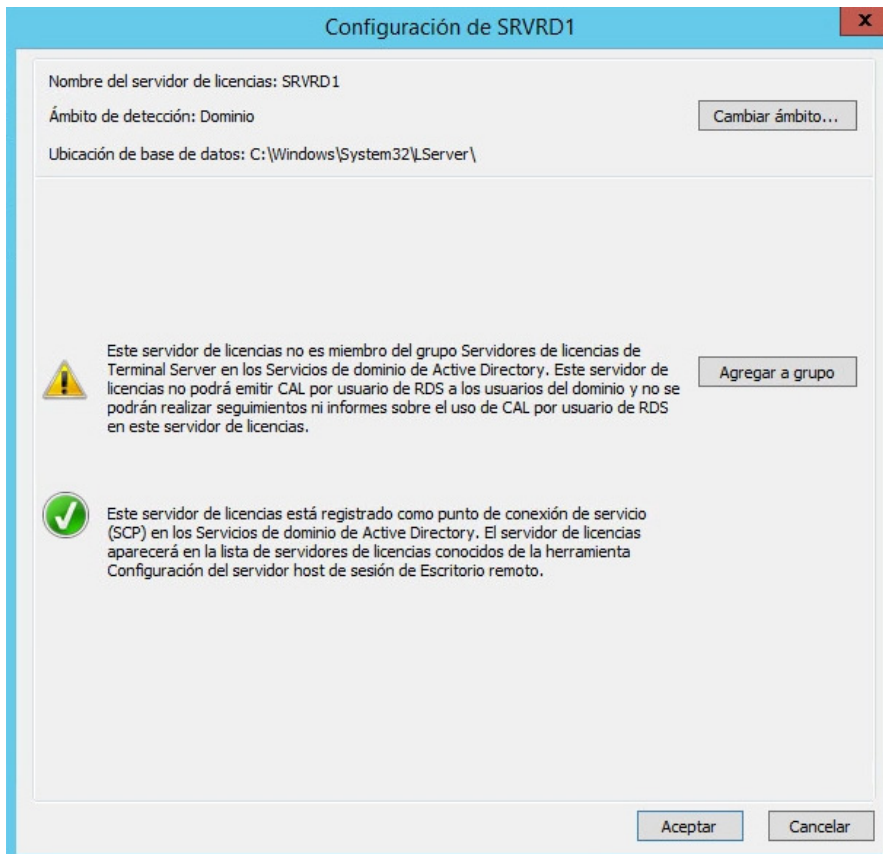 Configuración de SRVRD1
x
Nombre del servidor de licencias: SRVRD1
Ámbito de detección: Dominio
Cambiar ámbito...
Ubicación de base de datos: C:\Windows\System32\LServer\
Este servidor de licencias no es miembro del grupo Servidores de licencias de
Terminal Server en los Servicios de dominio de Active Directory. Este servidor de
licencias no podrá emitir CAL por usuario de RDS a los usuarios del dominio y no se
podrán realizar seguimientos ni informes sobre el uso de CAL por usuario de RDS
en este servidor de licencias.
Agregar a grupo
Este servidor de licencias está registrado como punto de conexión de servicio
(SCP) en los Servicios de dominio de Active Directory. El servidor de licencias
aparecerá en la lista de servidores de licencias conocidos de la herramienta
Configuración del servidor host de sesión de Escritorio remoto.
Aceptar
Cancelar